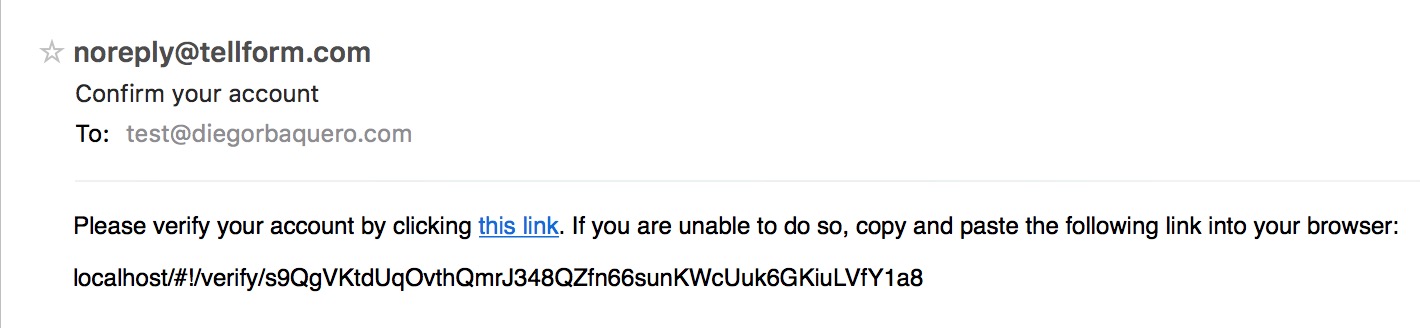 noreply@tellform.com
Confirm your account
To: test@diegorbaquero.com
Please verify your account by clicking this link. If you are unable to do so, copy and paste the following link into your browser:
localhost/#!/verify/s9QgVKtdUqOvthQmrJ348QZfn66sunKWcUuk6GKiuLVfY1a8